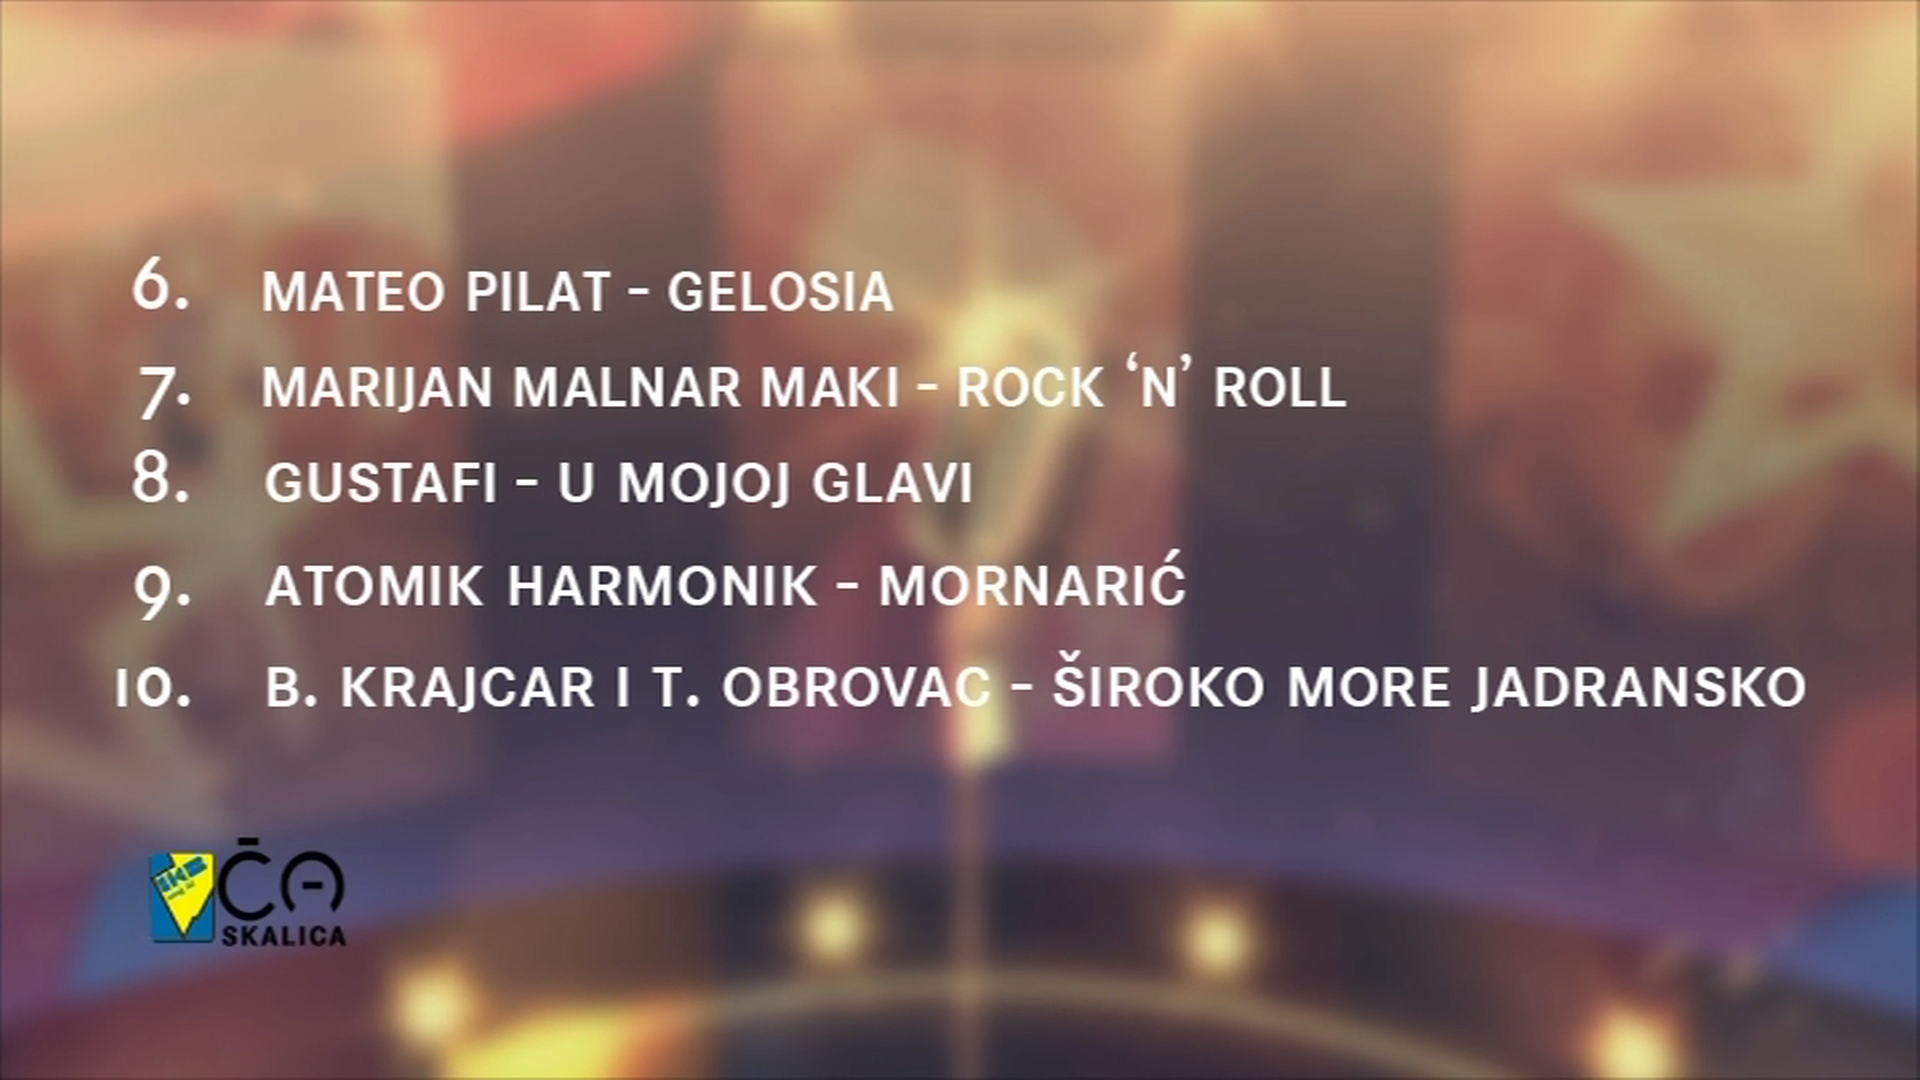 6. MATEO PILAT - GELOSIA
7. MARIJAN MALNAR MAKI - ROCK ‘N’ ROLL
8. GUSTAFI - U MOJOJ GLAVI
9. ATOMIK HARMONIK - MORNARIĆ
10. B. KRAJCAR I T. OBROVAC - ŠIROKO MORE JADRANSKO
ČA
SKALICA